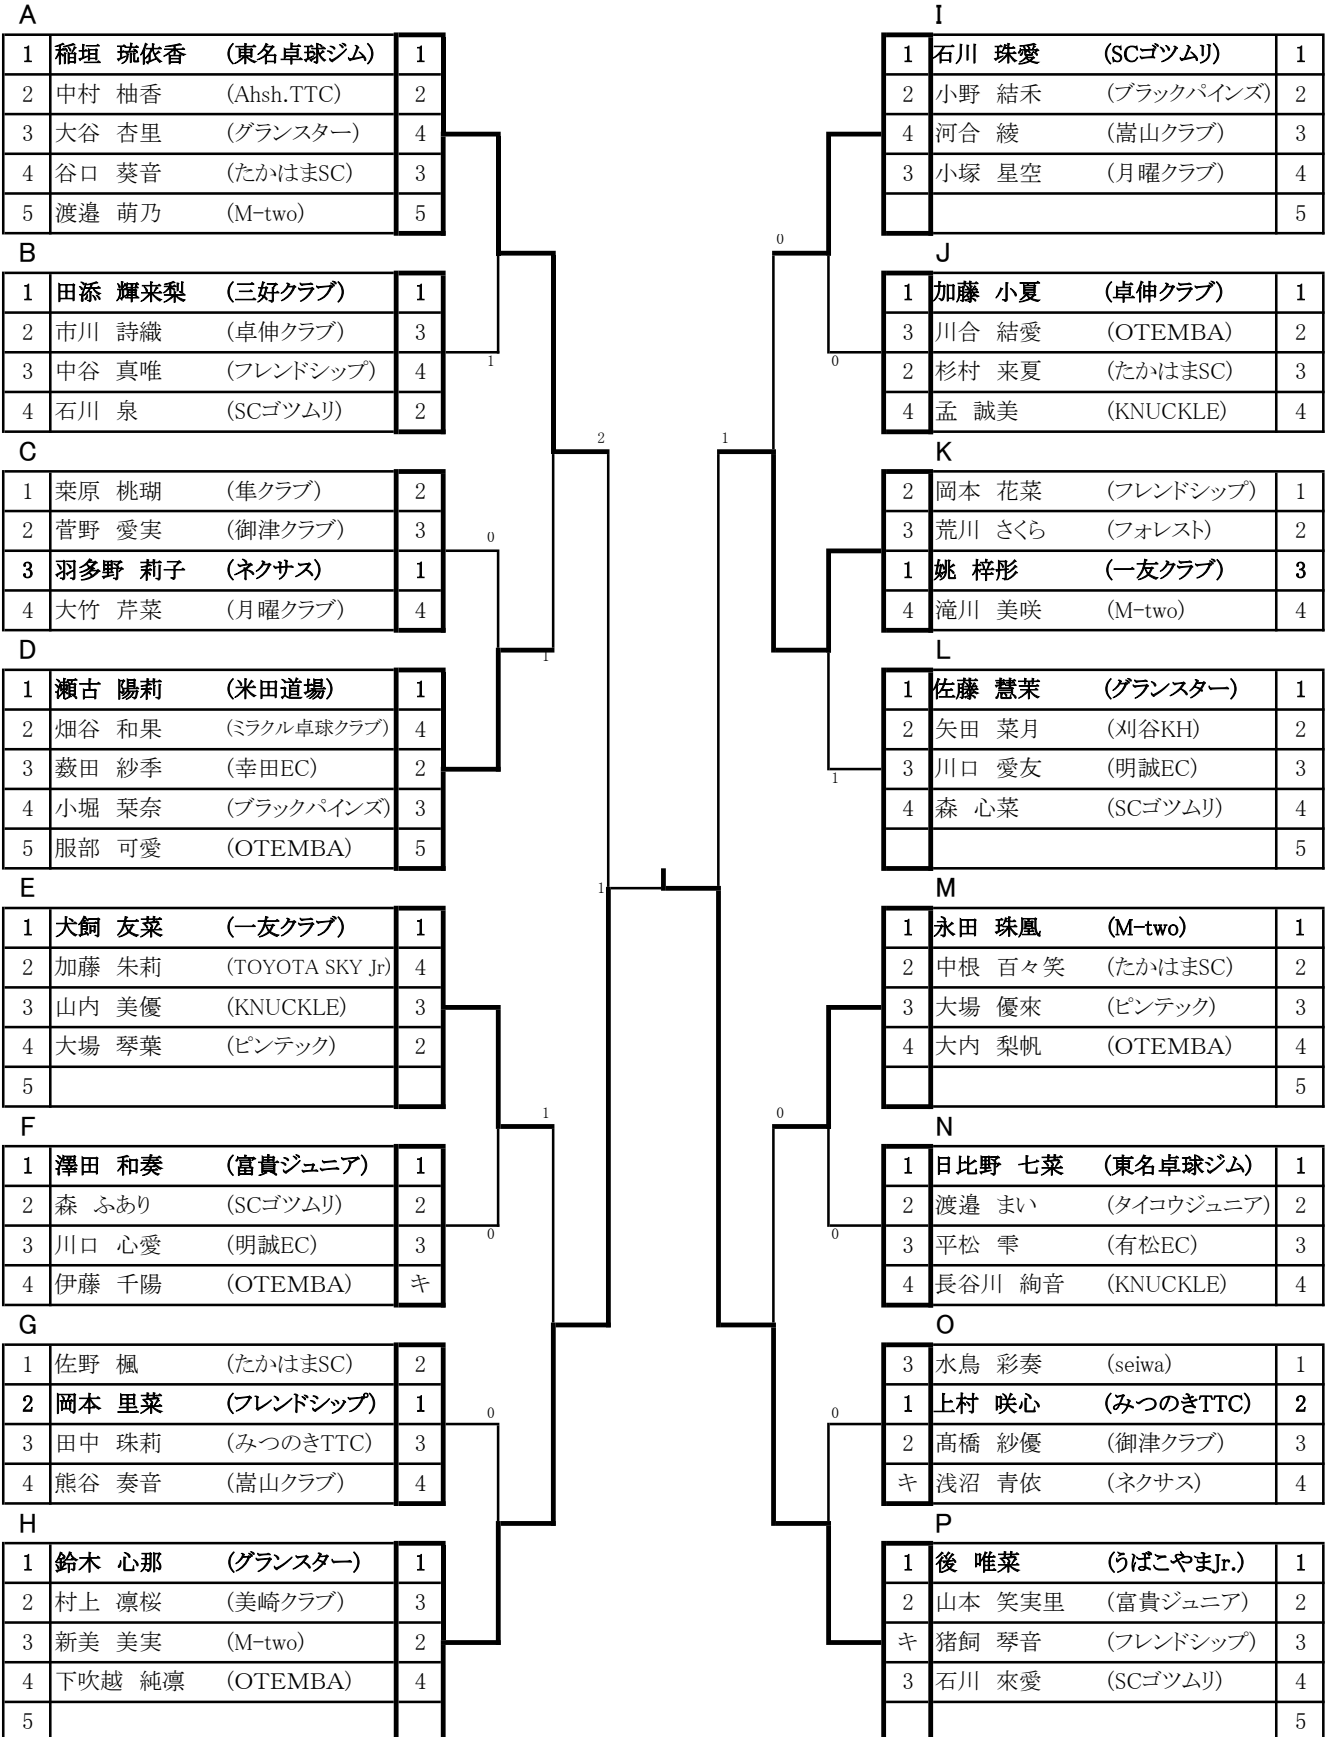 A
1 稲垣 琉依香 (東名卓球ジム) 1
2 中村 柚香 (Ahsh.TTC) 2
3 大谷 杏里 (グランスター) 4
4 谷口 葵音 (たかはまSC) 3
5 渡邉 萌乃 (M-two) 5
B
1 田添 輝来梨 (三好クラブ) 1
2 市川 詩織 (卓伸クラブ) 3
3 中谷 真唯 (フレンドシップ) 4
4 石川 泉 (SCゴツムリ) 2
1
C
1 桒原 桃瑚 (隼クラブ) 2
2 菅野 愛実 (御津クラブ) 3
3 羽多野 莉子 (ネクサス) 1
4 大竹 芹菜 (月曜クラブ) 4
0
2
D
1 瀬古 陽莉 (米田道場) 1
2 畑谷 和果 (ミラクル卓球クラブ) 4
3 薮田 紗季 (幸田EC) 2
4 小堀 栞奈 (ブラックパインズ) 3
5 服部 可愛 (OTEMBA) 5
1
E
1 犬飼 友菜 (一友クラブ) 1
2 加藤 朱莉 (TOYOTA SKY Jr) 4
3 山内 美優 (KNUCKLE) 3
4 大場 琴葉 (ピンテック) 2
5
1
1
F
1 澤田 和奏 (富貴ジュニア) 1
2 森 ふあり (SCゴツムリ) 2
3 川口 心愛 (明誠EC) 3
4 伊藤 千陽 (OTEMBA) キ
0
G
1 佐野 楓 (たかはまSC) 2
2 岡本 里菜 (フレンドシップ) 1
3 田中 珠莉 (みつのきTTC) 3
4 熊谷 奏音 (嵩山クラブ) 4
0
H
1 鈴木 心那 (グランスター) 1
2 村上 凛桜 (美崎クラブ) 3
3 新美 美実 (M-two) 2
4 下吹越 純凛 (OTEMBA) 4
5
I
1 石川 珠愛 (SCゴツムリ) 1
2 小野 結禾 (ブラックパインズ) 2
4 河合 綾 (嵩山クラブ) 3
3 小塚 星空 (月曜クラブ) 4
5
0
J
1 加藤 小夏 (卓伸クラブ) 1
3 川合 結愛 (OTEMBA) 2
2 杉村 来夏 (たかはまSC) 3
4 孟 誠美 (KNUCKLE) 4
0
1
K
2 岡本 花菜 (フレンドシップ) 1
3 荒川 さくら (フォレスト) 2
1 姚 梓彤 (一友クラブ) 3
4 滝川 美咲 (M-two) 4
L
1 佐藤 慧茉 (グランスター) 1
2 矢田 菜月 (刈谷KH) 2
3 川口 愛友 (明誠EC) 3
4 森 心菜 (SCゴツムリ) 4
5
1
M
1 永田 珠凰 (M-two) 1
2 中根 百々笑 (たかはまSC) 2
3 大場 優來 (ピンテック) 3
4 大内 梨帆 (OTEMBA) 4
5
0
N
1 日比野 七菜 (東名卓球ジム) 1
2 渡邉 まい (タイコウジュニア) 2
3 平松 雫 (有松EC) 3
4 長谷川 絢音 (KNUCKLE) 4
0
O
3 水鳥 彩奏 (seiwa) 1
1 上村 咲心 (みつのきTTC) 2
2 髙橋 紗優 (御津クラブ) 3
キ 浅沼 青依 (ネクサス) 4
0
P
1 後 唯菜 (うばこやまJr.) 1
2 山本 笑実里 (富貴ジュニア) 2
キ 猪飼 琴音 (フレンドシップ) 3
3 石川 來愛 (SCゴツムリ) 4
5